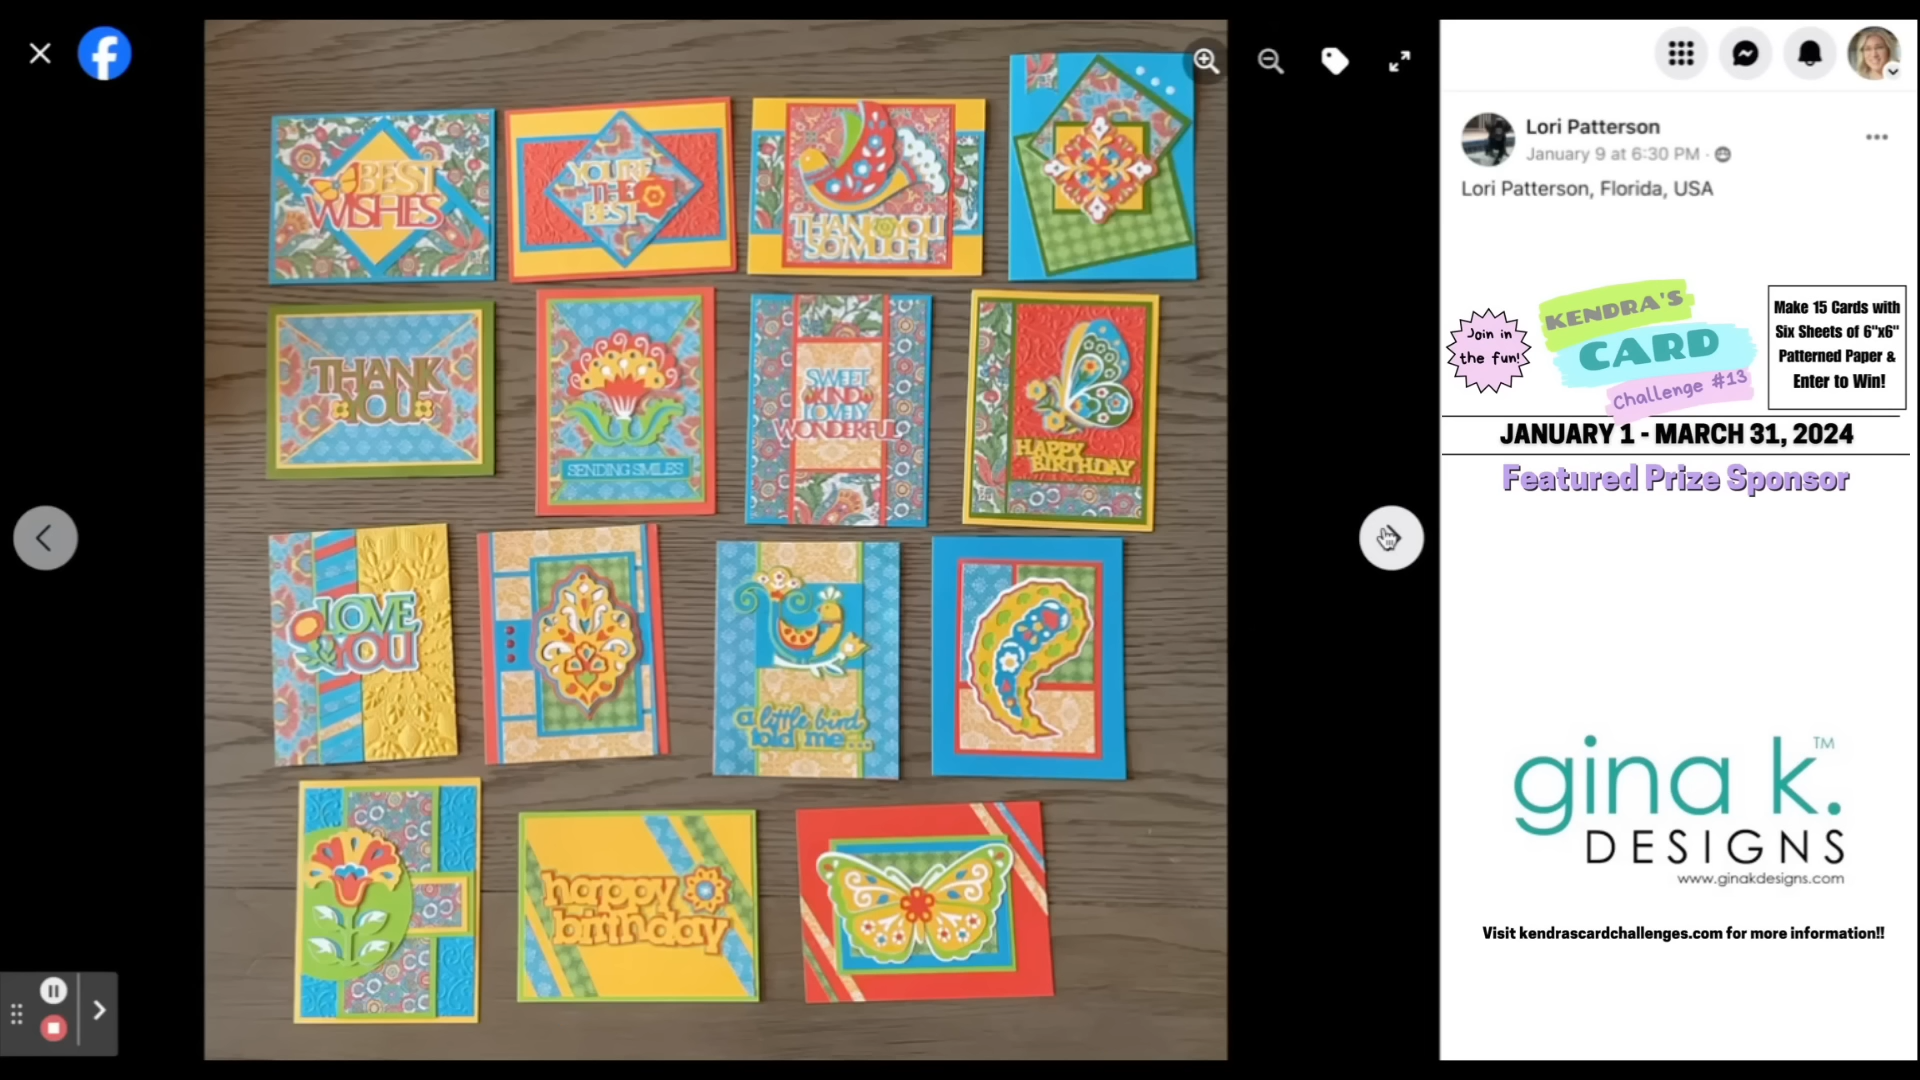 BEST
WISHES
YOU'RE
THE
BEST
THANK YOU
SO MUCH!
THANK
YOU
SENDING SMILES
SWEET
KIND
LOVELY
WONDERFUL
HAPPY
BIRTHDAY
LOVE
YOU
a little bird
told me...
happy
birthday
Lori Patterson
January 9 at 6:30 PM ·
Lori Patterson, Florida, USA
Join in
the fun!
KENDRA'S
CARD
Challenge #13
Make 15 Cards with
Six Sheets of 6"x6"
Patterned Paper &
Enter to Win!
JANUARY 1 - MARCH 31, 2024
Featured Prize Sponsor
gina k.™
DESIGNS
www.ginakdesigns.com
Visit kendrascardchallenges.com for more information!!